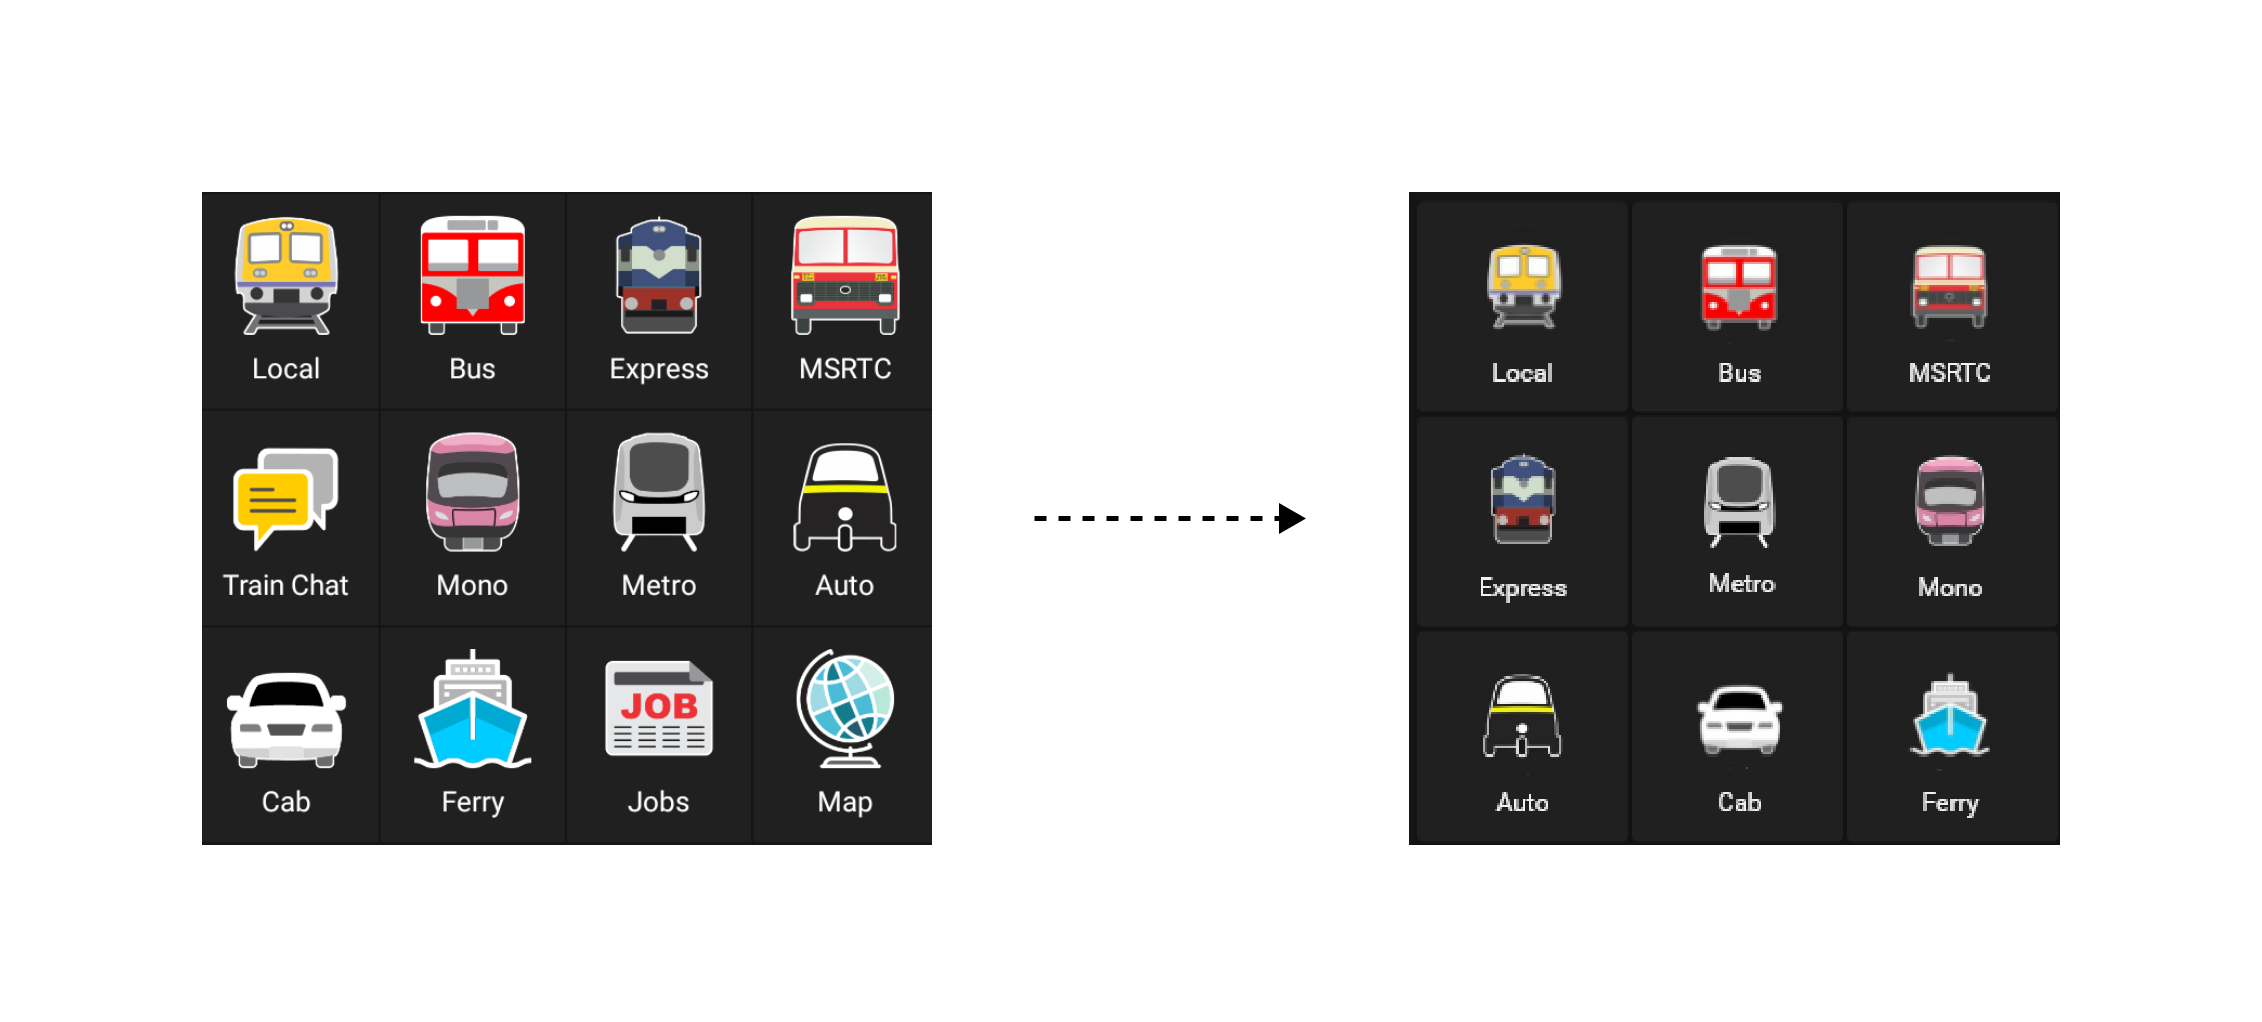 Local Bus Express MSRTC
Train Chat Mono Metro Auto
JOB
Cab Ferry Jobs Map
Local Bus MSRTC
Express Metro Mono
Auto Cab Ferry